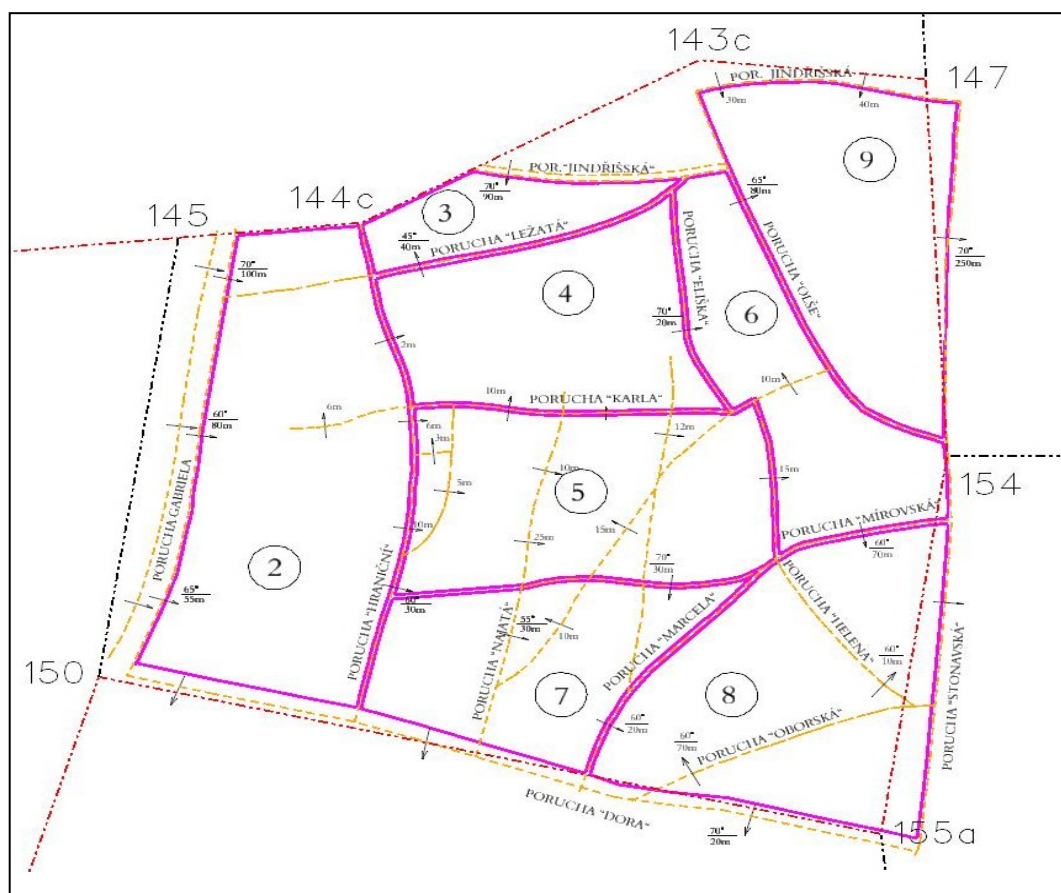 143c
147
POR. JINDŘIŠSKÁ
30m
40m
9
POR. "JINDŘIŠSKÁ"
70°
90m
65°
80m
144c
3
145
45°
40m
PORUCHA "LEŽATÁ"
70°
100m
70°
250m
4
PORUCHA "ELIŠKA"
PORUCHA "OLŠE"
6
70°
20m
2m
10m
10m
PORUCHA "KARLA"
6m
6m
12m
60°
80m
3m
PORUCHA GABRIELA
10m
15m
154
5m
5
10m
15m
25m
PORUCHA "MÍROVSKÁ"
60°
70m
2
70°
30m
65°
55m
60°
30m
PORUCHA "HRANIČNÍ"
PORUCHA "NAJATÁ"
55°
30m
10m
PORUCHA "MARCELA"
PORUCHA "HELENA"
60°
10m
PORUCHA "STONAVSKÁ"
150
7
8
60°
20m
60°
70m
PORUCHA "OBORSKÁ"
PORUCHA "DORA"
70°
20m
155a